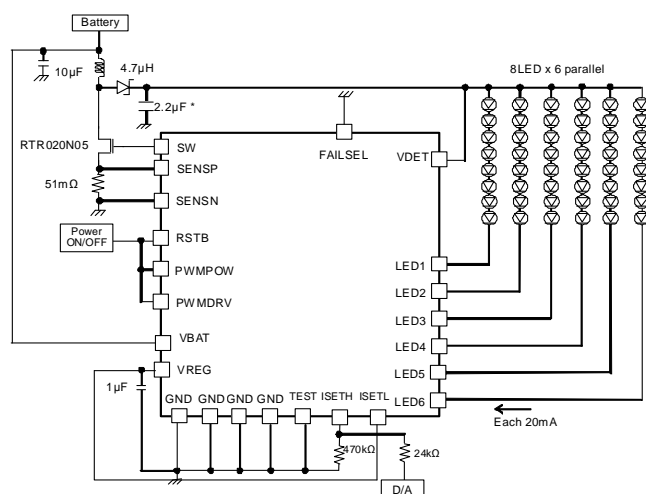 Battery
4.7µH
10µF
8LED x 6 parallel
2.2µF *
RTR020N05
SW
FAILSEL
VDET
SENSP
51mΩ
SENSN
Power
ON/OFF
RSTB
LED1
PWMPOW
LED2
PWMDRV
LED3
VBAT
LED4
VREG
LED5
1µF
GND
GND
GND
GND
TEST
ISETH
ISETL
LED6
Each 20mA
470kΩ
24kΩ
D/A